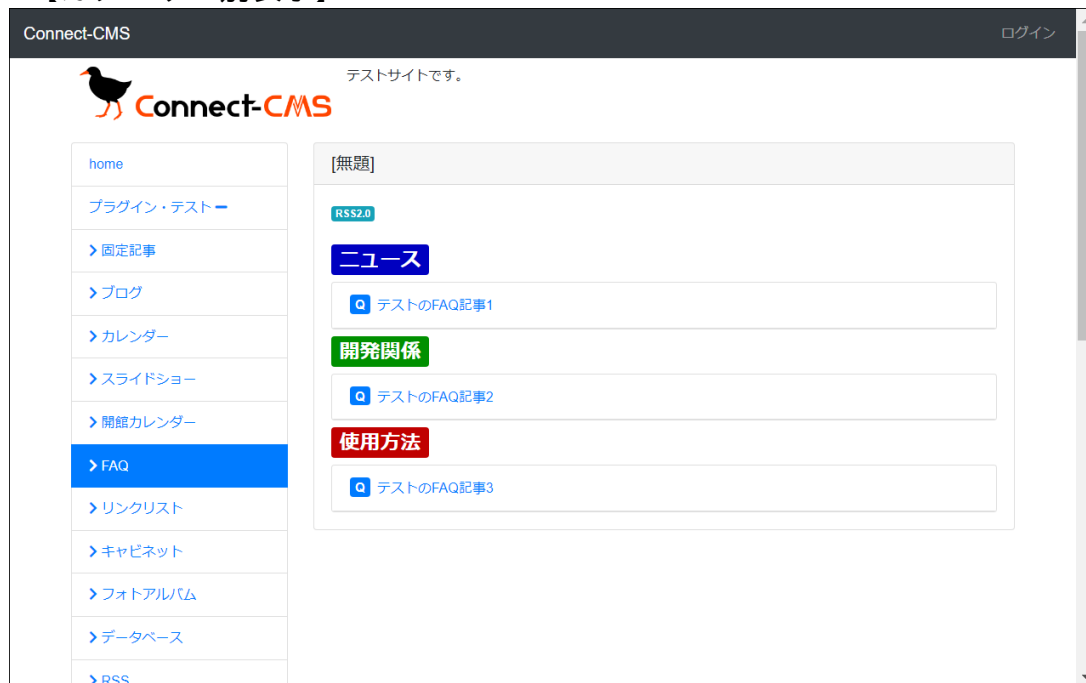 Connect-CMS
ログイン
Connect-CMS
テストサイトです。
home
プラグイン・テスト
固定記事
ブログ
カレンダー
スライドショー
開館カレンダー
FAQ
リンクリスト
キャビネット
フォトアルバム
データベース
RSS
[無題]
RSS2.0
ニュース
Q テストのFAQ記事1
開発関係
Q テストのFAQ記事2
使用方法
Q テストのFAQ記事3